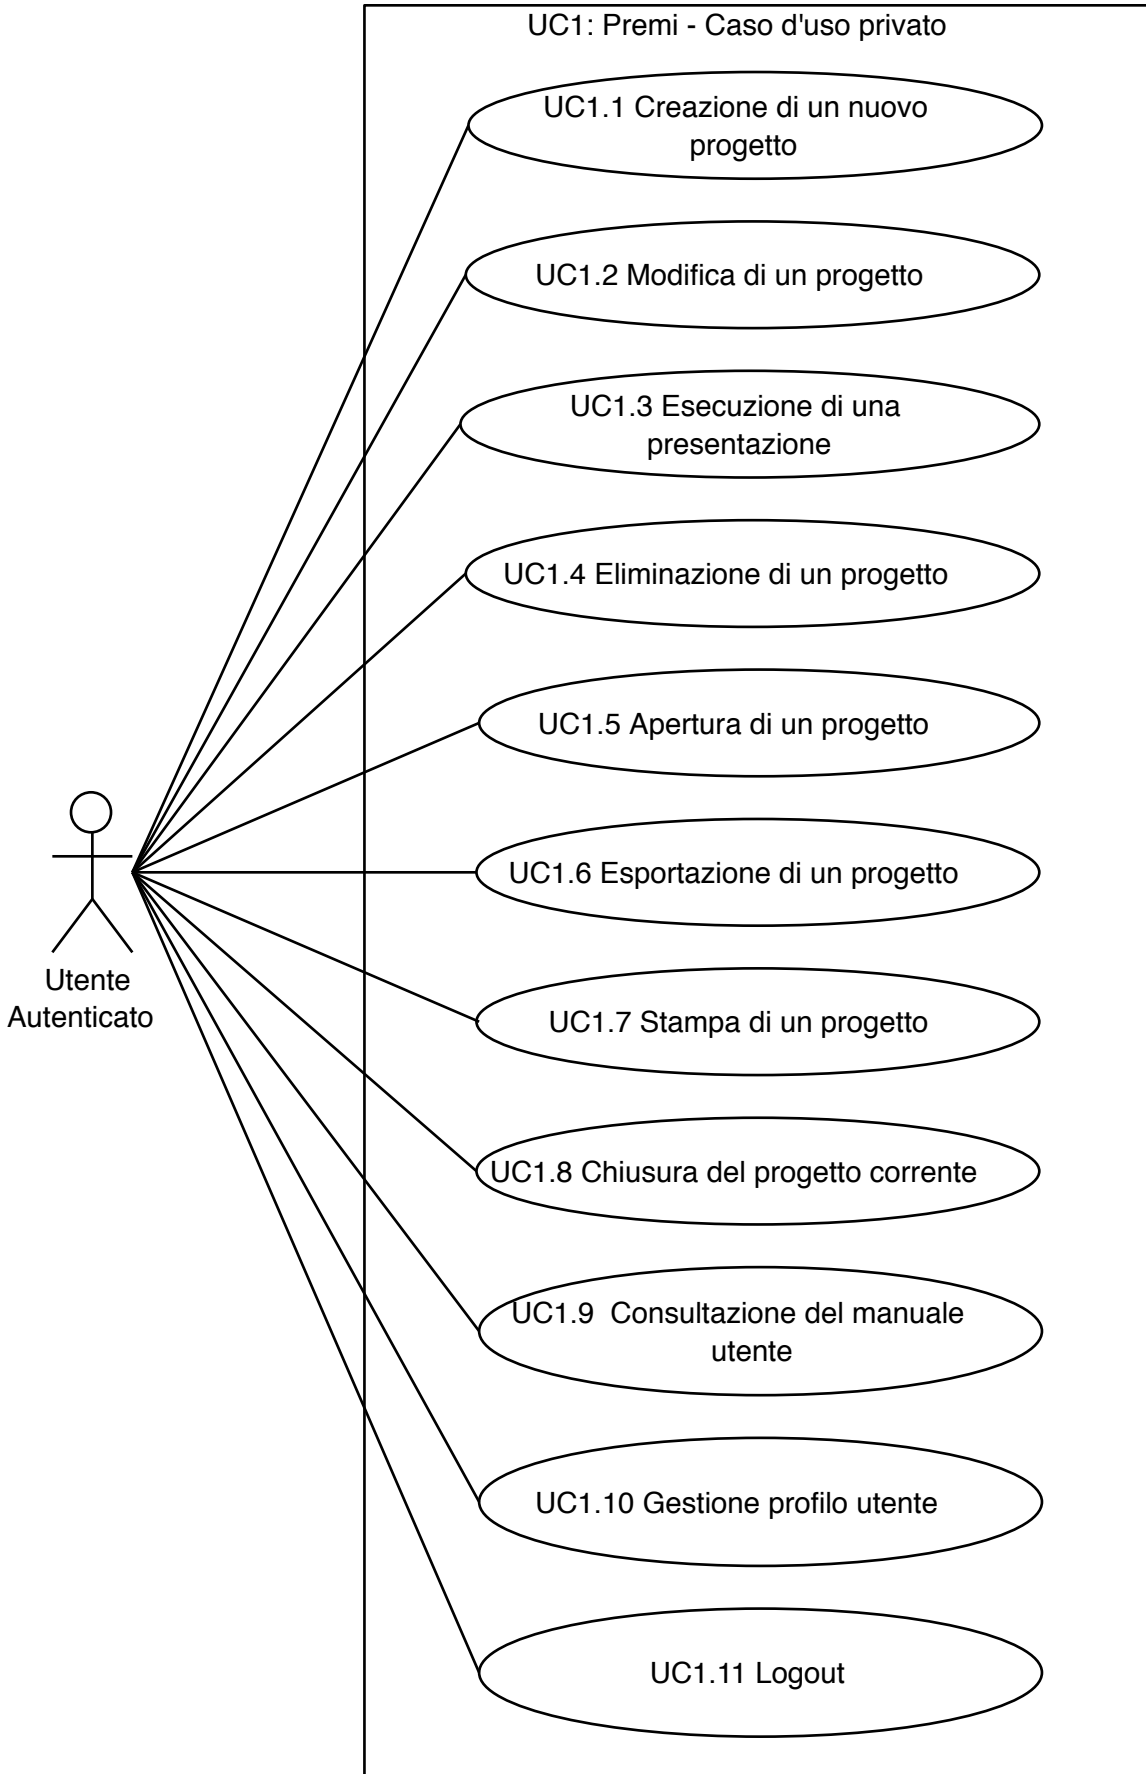 UC1: Premi - Caso d'uso privato
UC1.1 Creazione di un nuovo
progetto
UC1.2 Modifica di un progetto
UC1.3 Esecuzione di una
presentazione
UC1.4 Eliminazione di un progetto
UC1.5 Apertura di un progetto
UC1.6 Esportazione di un progetto
Utente
Autenticato
UC1.7 Stampa di un progetto
UC1.8 Chiusura del progetto corrente
UC1.9  Consultazione del manuale
utente
UC1.10 Gestione profilo utente
UC1.11 Logout